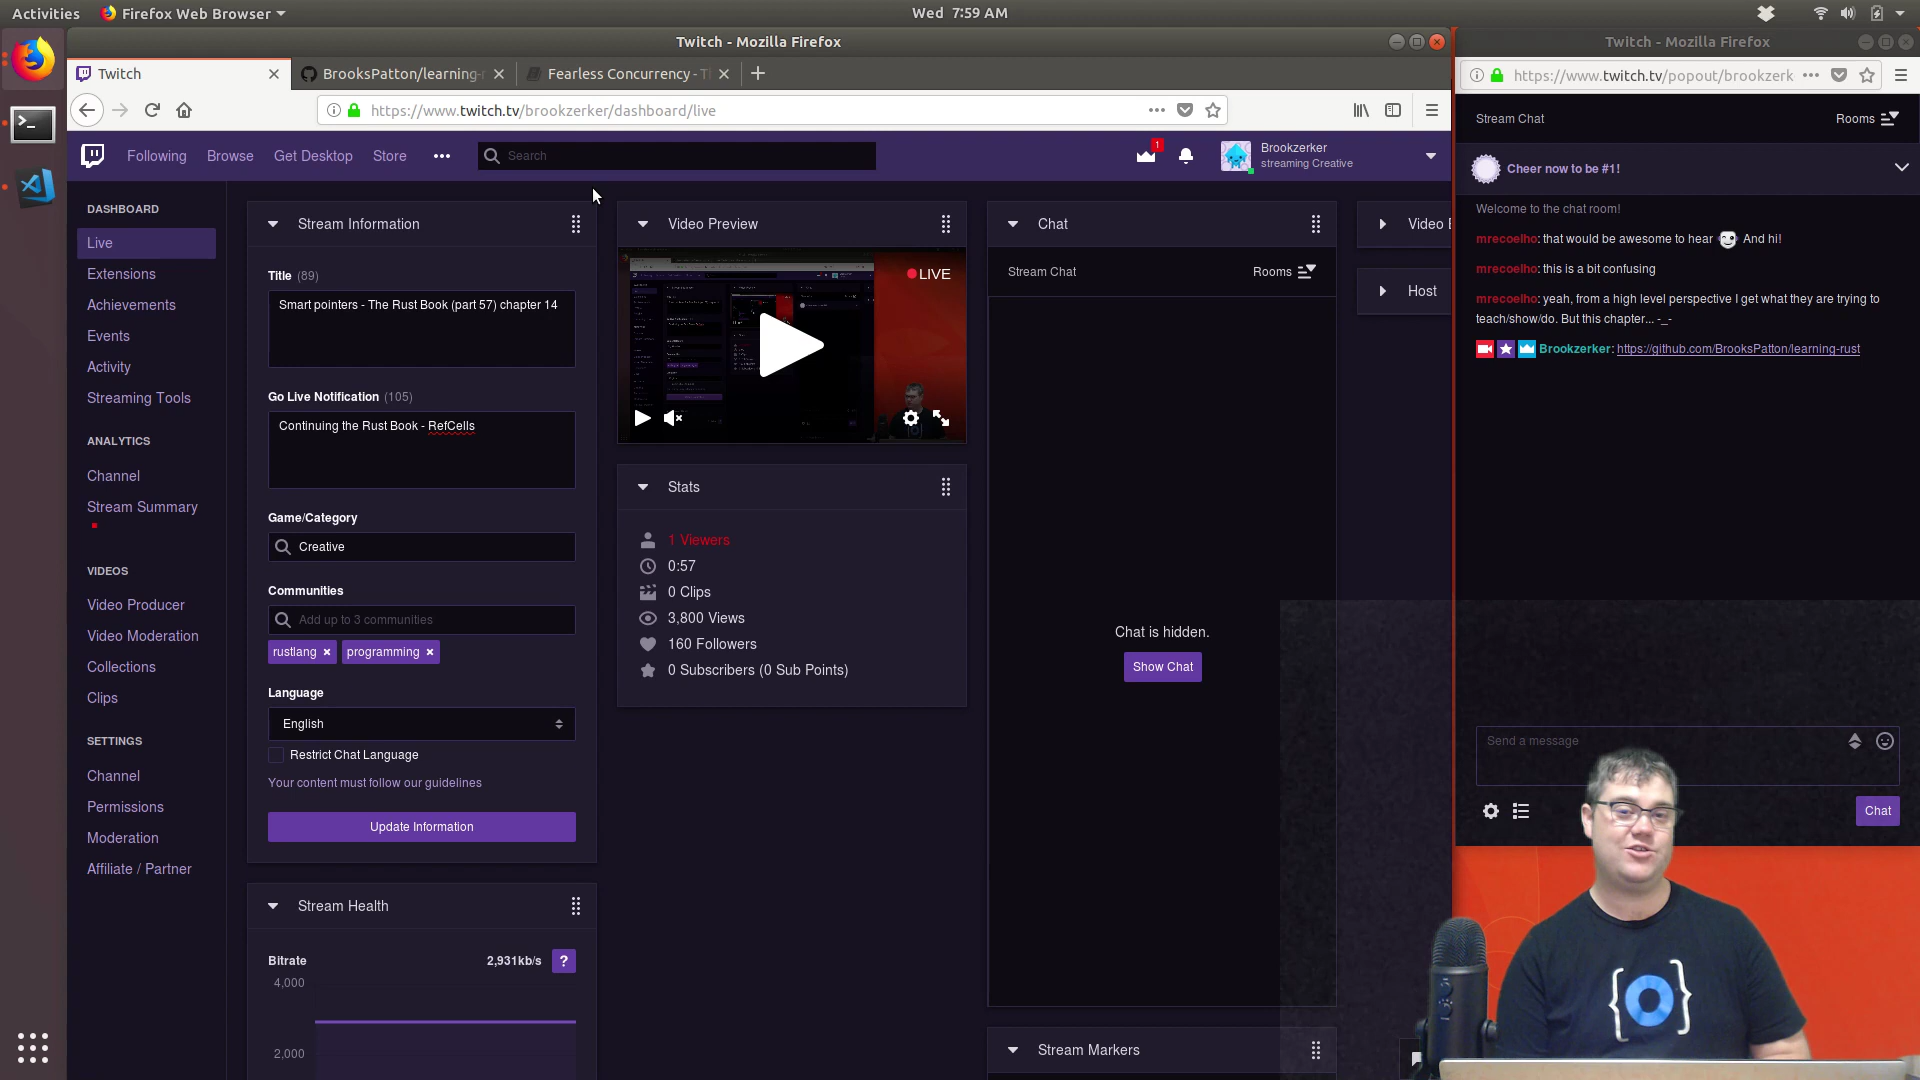 Activities
Firefox Web Browser
Wed 7:59 AM
Twitch - Mozilla Firefox
Twitch - Mozilla Firefox
Twitch
BrooksPatton/learning-
Fearless Concurrency - T
https://www.twitch.tv/brookzerker/dashboard/live
https://www.twitch.tv/popout/brookzerk
Following
Browse
Get Desktop
Store
Search
1
Brookzerker
streaming Creative
Stream Chat
Rooms
Cheer now to be #1!
Welcome to the chat room!
mrecoelho: that would be awesome to hear And hi!
mrecoelho: this is a bit confusing
mrecoelho: yeah, from a high level perspective I get what they are trying to
teach/show/do. But this chapter... -_-
Brookzerker: https://github.com/BrooksPatton/learning-rust
Send a message
Chat
DASHBOARD
Live
Extensions
Achievements
Events
Activity
Streaming Tools
ANALYTICS
Channel
Stream Summary
VIDEOS
Video Producer
Video Moderation
Collections
Clips
SETTINGS
Channel
Permissions
Moderation
Affiliate / Partner
Stream Information
Title (89)
Smart pointers - The Rust Book (part 57) chapter 14
Go Live Notification (105)
Continuing the Rust Book - RefCells
Game/Category
Creative
Communities
Add up to 3 communities
rustlang ×
programming ×
Language
English
Restrict Chat Language
Your content must follow our guidelines
Update Information
Stream Health
Bitrate
2,931kb/s
?
4,000
2,000
Video Preview
LIVE
Stats
1 Viewers
0:57
0 Clips
3,800 Views
160 Followers
0 Subscribers (0 Sub Points)
Chat
Stream Chat
Rooms
Chat is hidden.
Show Chat
Stream Markers
Video
Host